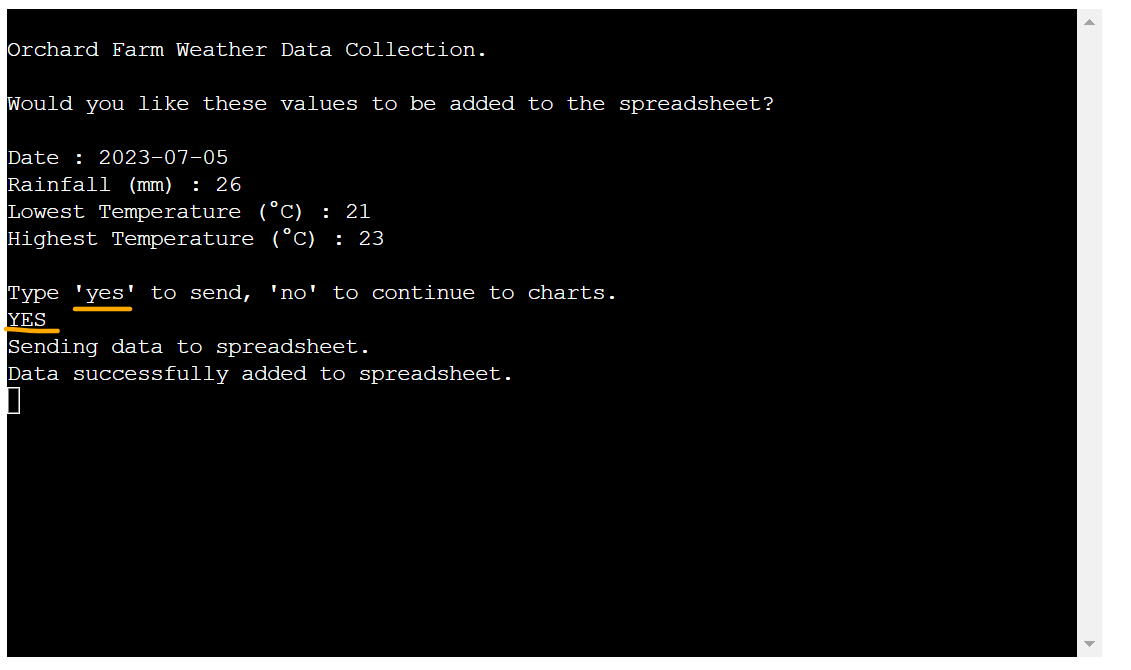 Orchard Farm Weather Data Collection.
Would you like these values to be added to the spreadsheet?
Date : 2023-07-05
Rainfall (mm) : 26
Lowest Temperature (˚C) : 21
Highest Temperature (˚C) : 23
Type 'yes' to send, 'no' to continue to charts.
YES
Sending data to spreadsheet.
Data successfully added to spreadsheet.